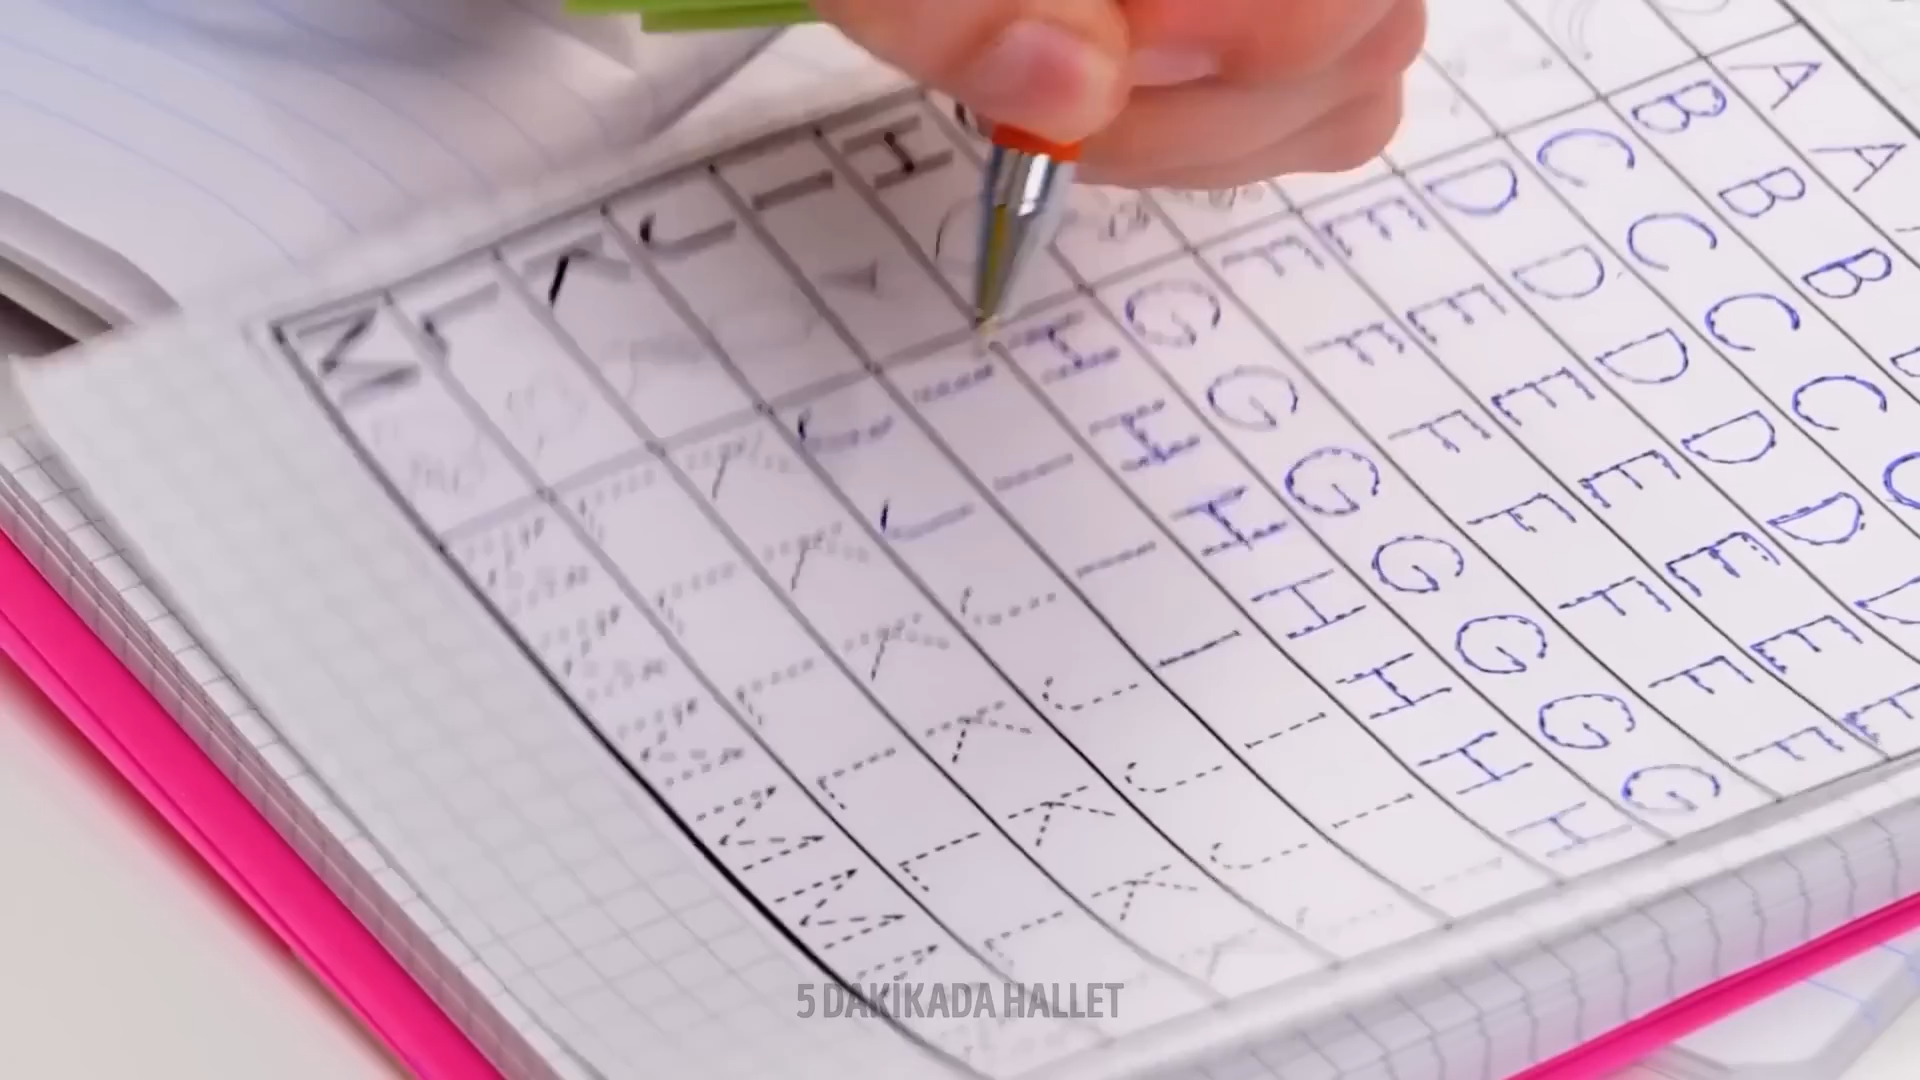 A A
B B B
C C C C
D D D D D
E E E E E E E
F F F F F F F
G G G G G G G
H H H H H H H H
I I I I I I I I
J J J J J J J J
K K K K K K K K
L L L L L L L
M M M M M M
5 DAKİKADA HALLET